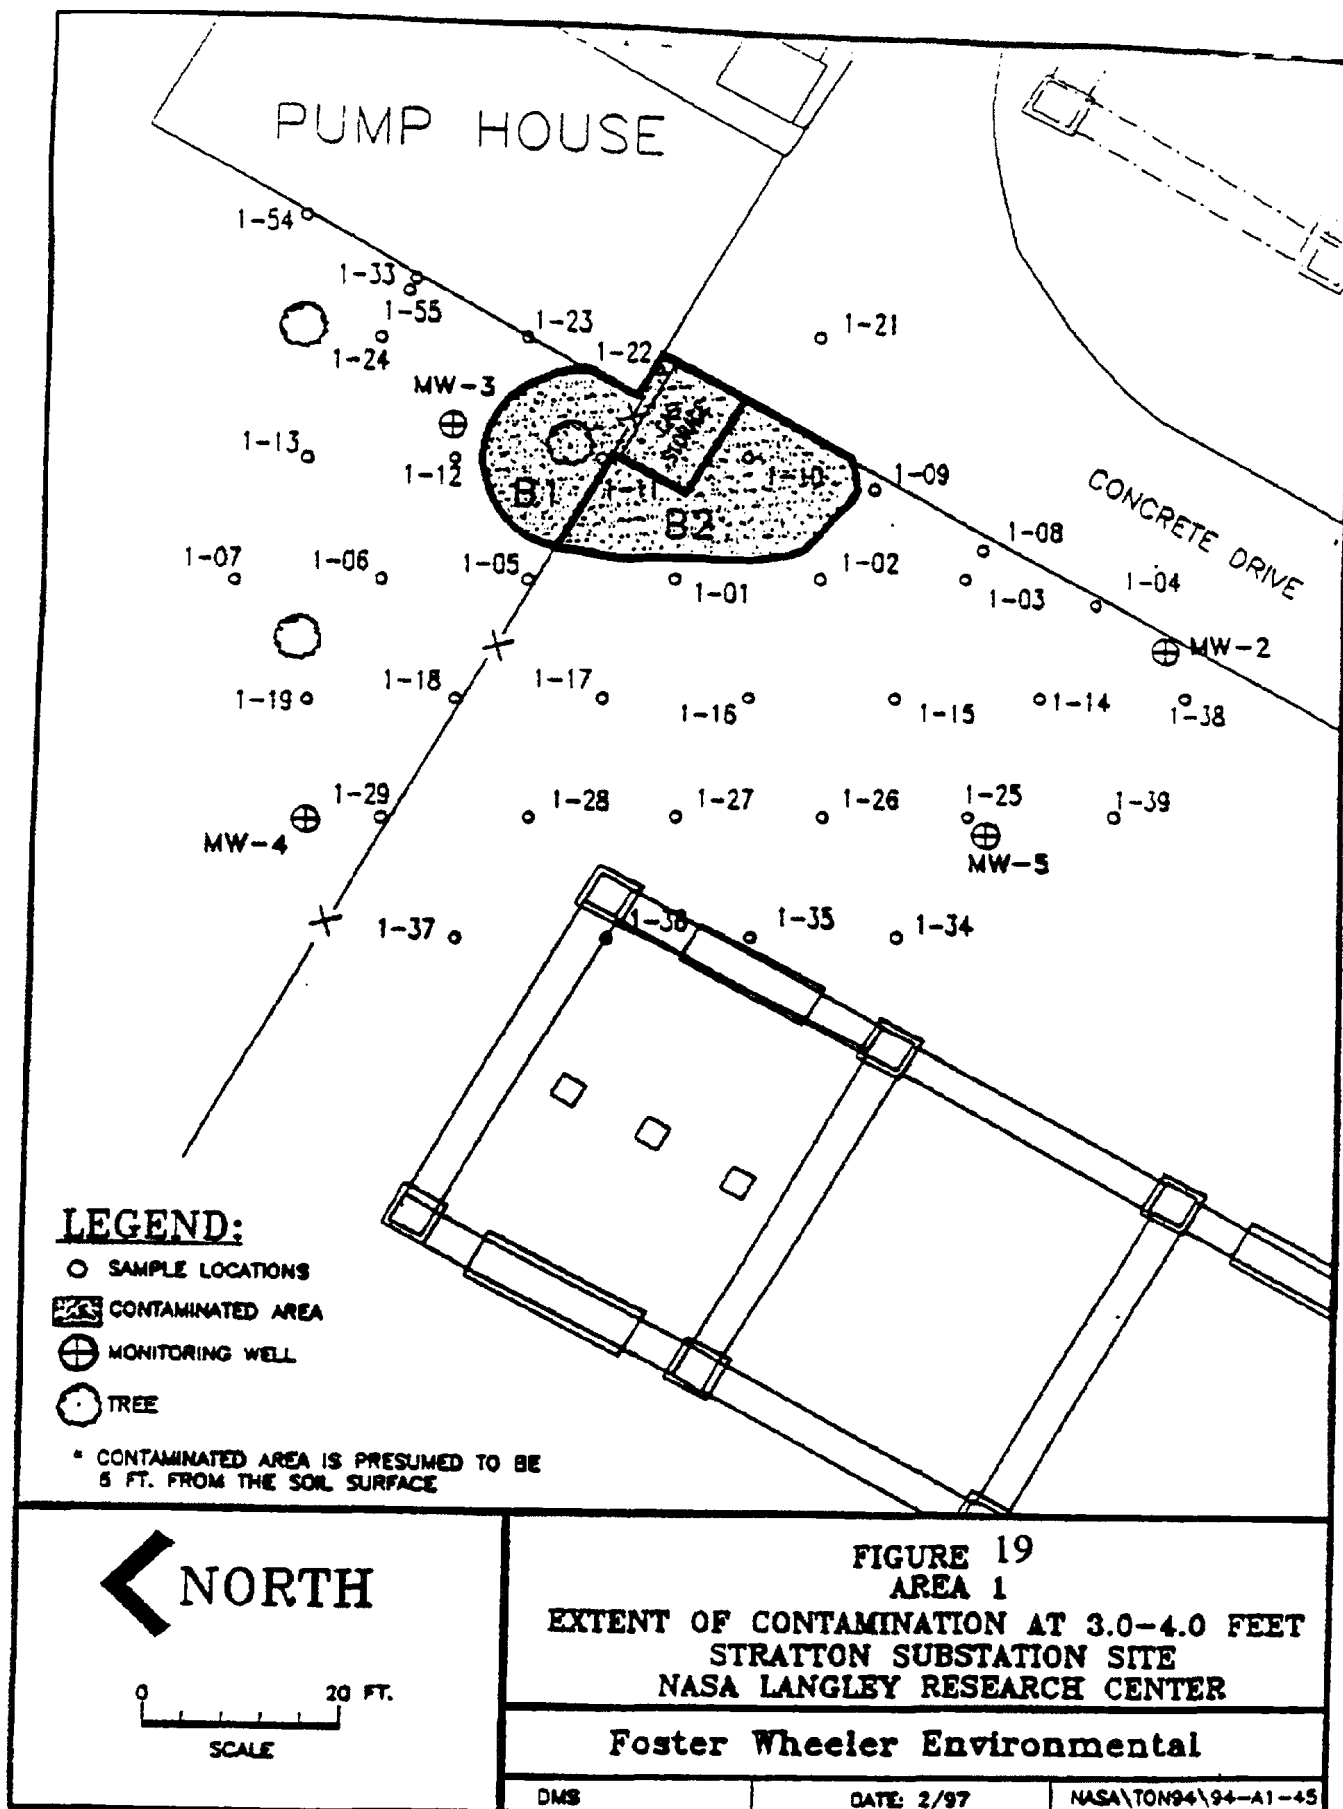 PUMP HOUSE
1-54
1-33
1-55
1-24
1-23
1-22
1-21
MW-3
1-13
1-12
STORAGE
B1
1-11
B2
1-10
1-09
CONCRETE DRIVE
1-08
1-07
1-06
1-05
1-01
1-02
1-03
1-04
MW-2
1-19
1-18
1-17
1-16
1-15
1-14
1-38
1-29
1-28
1-27
1-26
1-25
1-39
MW-4
MW-5
1-37
1-36
1-35
1-34
LEGEND:
SAMPLE LOCATIONS
CONTAMINATED AREA
MONITORING WELL
TREE
* CONTAMINATED AREA IS PRESUMED TO BE
FT. FROM THE SOIL SURFACE
NORTH
0 20 FT.
SCALE
FIGURE 19
AREA 1
EXTENT OF CONTAMINATION AT 3.0-4.0 FEET
STRATTON SUBSTATION SITE
NASA LANGLEY RESEARCH CENTER
Foster Wheeler Environmental
DMS
DATE: 2/97
NASA\TON94\94-A1-45